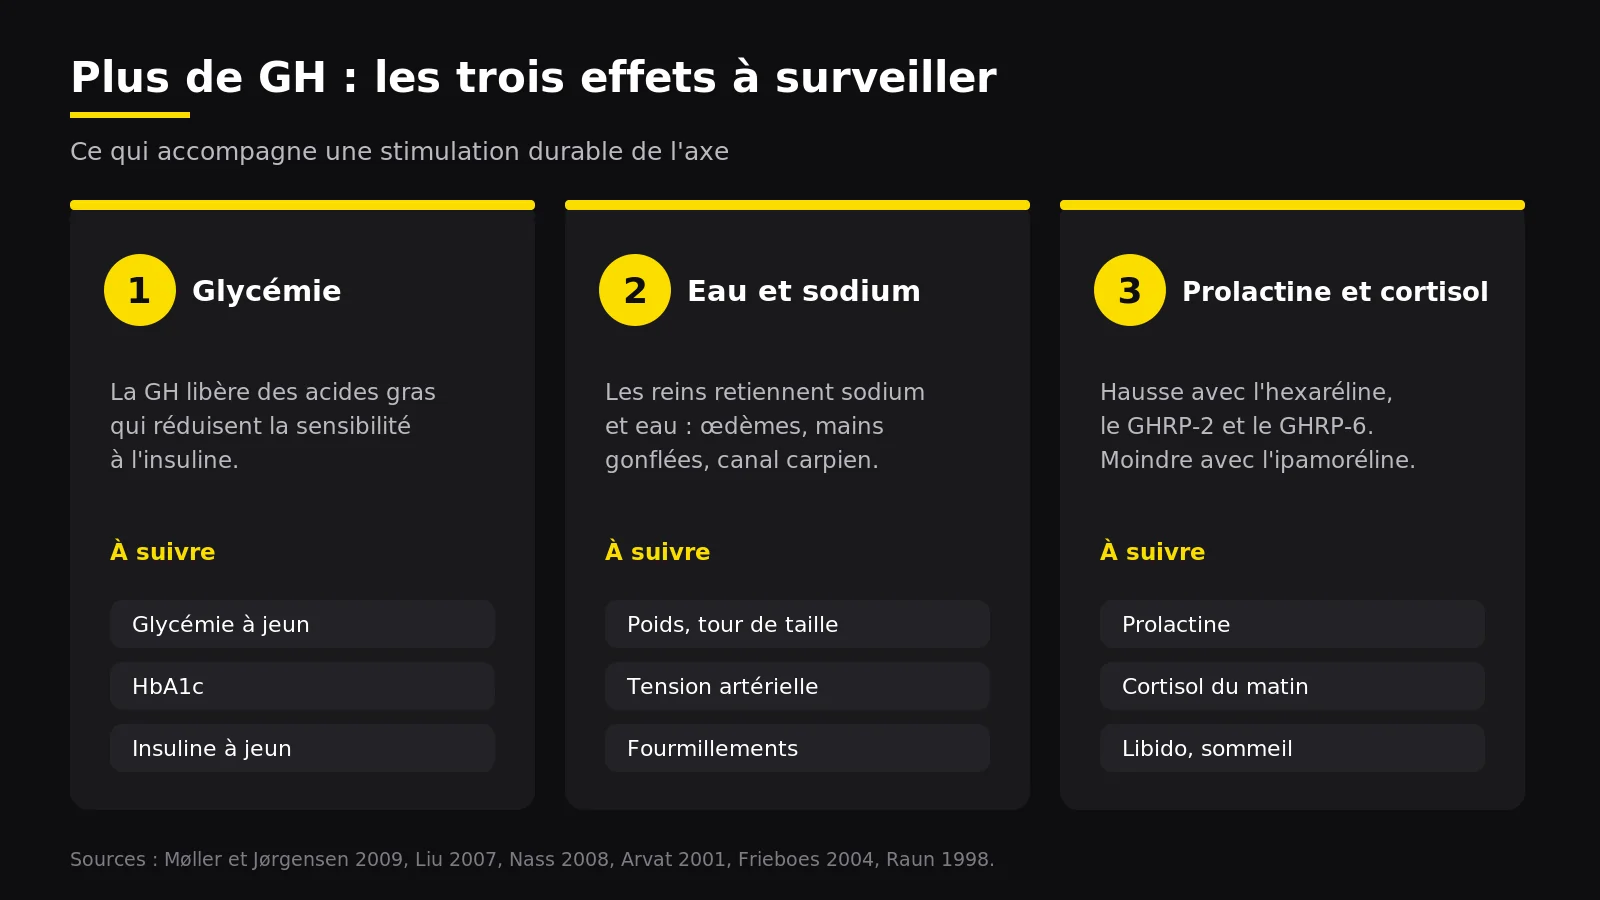 Plus de GH : les trois effets à surveiller
Ce qui accompagne une stimulation durable de l'axe
1 Glycémie
La GH libère des acides gras
qui réduisent la sensibilité
à l'insuline.
À suivre
Glycémie à jeun
HbA1c
Insuline à jeun
2 Eau et sodium
Les reins retiennent sodium
et eau : œdèmes, mains
gonflées, canal carpien.
À suivre
Poids, tour de taille
Tension artérielle
Fourmillements
3 Prolactine et cortisol
Hausse avec l'hexaréline,
le GHRP-2 et le GHRP-6.
Moindre avec l'ipamoréline.
À suivre
Prolactine
Cortisol du matin
Libido, sommeil
Sources : Møller et Jørgensen 2009, Liu 2007, Nass 2008, Arvat 2001, Frieboes 2004, Raun 1998.